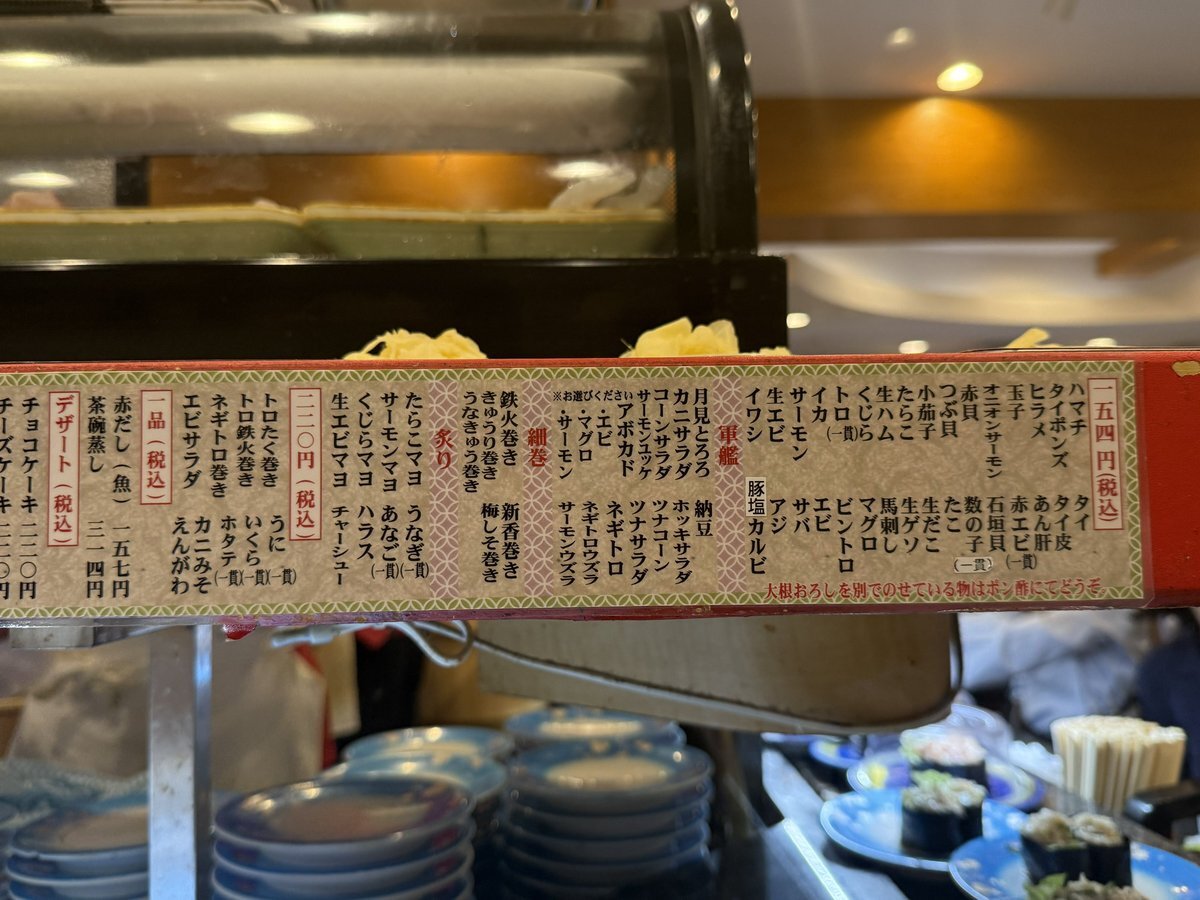 一五四円(税込)
ハマチ
タイポンズ
ヒラメ
玉子
オニオンサーモン
赤貝
つぶ貝
小茄子
たらこ
生ハム
くじら
トロ(一貫)
イカ
サーモン
生エビ
イワシ
タイ
タイ皮
あん肝
赤エビ(一貫)
石垣貝
数の子(一貫)
たこ
生だこ
生ゲソ
馬刺し
マグロ
ビントロ
エビ
サバ
アジ
豚塩カルビ
大根おろしを別でのせている物はポン酢にてどうぞ。
軍艦
月見とろろ
カニサラダ
コーンサラダ
サーモンユッケ
アボカド
※お選びください
・エビ
・マグロ
・サーモン
納豆
ホッキサラダ
ツナコーン
ツナサラダ
ネギトロ
ネギトロウズラ
サーモンウズラ
細巻
鉄火巻き
きゅうり巻き
うなきゅう巻き
新香巻き
梅しそ巻き
炙り
たらこマヨ
サーモンマヨ
くじらマヨ
生エビマヨ
うなぎ(一貫)
あなご(一貫)
ハラス
チャーシュー
二二〇円(税込)
トロたく巻き
トロ鉄火巻き
ネギトロ巻き
エビサラダ
うに(一貫)
いくら(一貫)
ホタテ(一貫)
カニみそ
えんがわ
一品(税込)
赤だし(魚) 一五七円
茶碗蒸し 三一四円
デザート(税込)
チョコケーキ 二二〇円
チーズケーキ 二二〇円